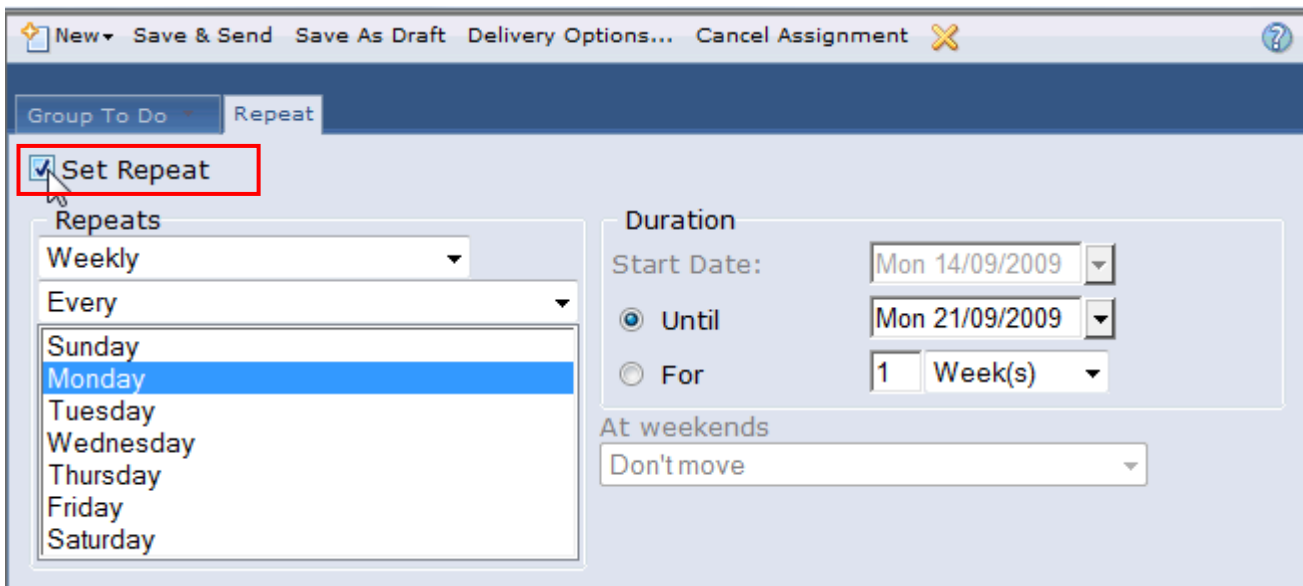 New Save & Send Save As Draft Delivery Options... Cancel Assignment ?
Group To Do Repeat
Set Repeat
Repeats
Weekly
Every
Sunday
Monday
Tuesday
Wednesday
Thursday
Friday
Saturday
Duration
Start Date: Mon 14/09/2009
Until Mon 21/09/2009
For 1 Week(s)
At weekends
Don't move